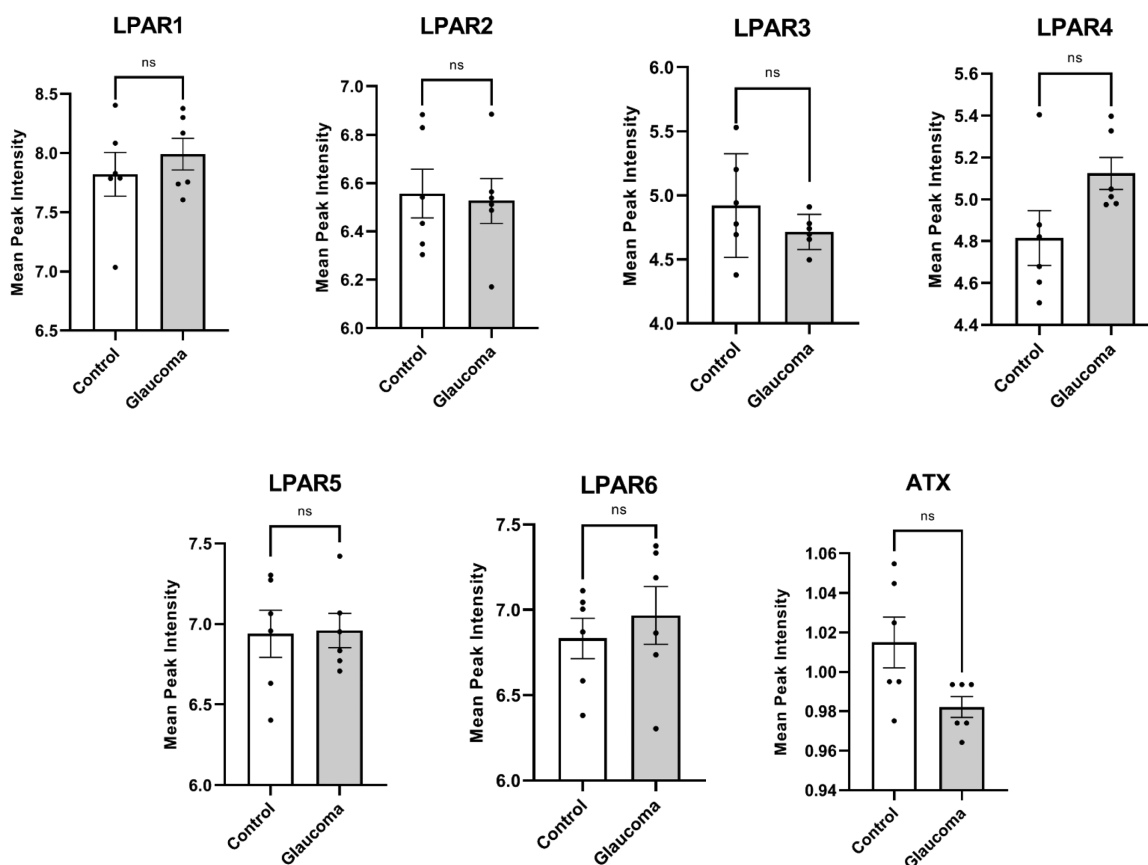 LPAR1
ns
Mean Peak Intensity
8.5
8.0
7.5
7.0
6.5
Control
Glaucoma
LPAR2
ns
Mean Peak Intensity
7.0
6.8
6.6
6.4
6.2
6.0
Control
Glaucoma
LPAR3
ns
Mean Peak Intensity
6.0
5.5
5.0
4.5
4.0
Control
Glaucoma
LPAR4
ns
Mean Peak Intensity
5.6
5.4
5.2
5.0
4.8
4.6
4.4
Control
Glaucoma
LPAR5
ns
Mean Peak Intensity
7.5
7.0
6.5
6.0
Control
Glaucoma
LPAR6
ns
Mean Peak Intensity
7.5
7.0
6.5
6.0
Control
Glaucoma
ATX
ns
Mean Peak Intensity
1.06
1.04
1.02
1.00
0.98
0.96
0.94
Control
Glaucoma